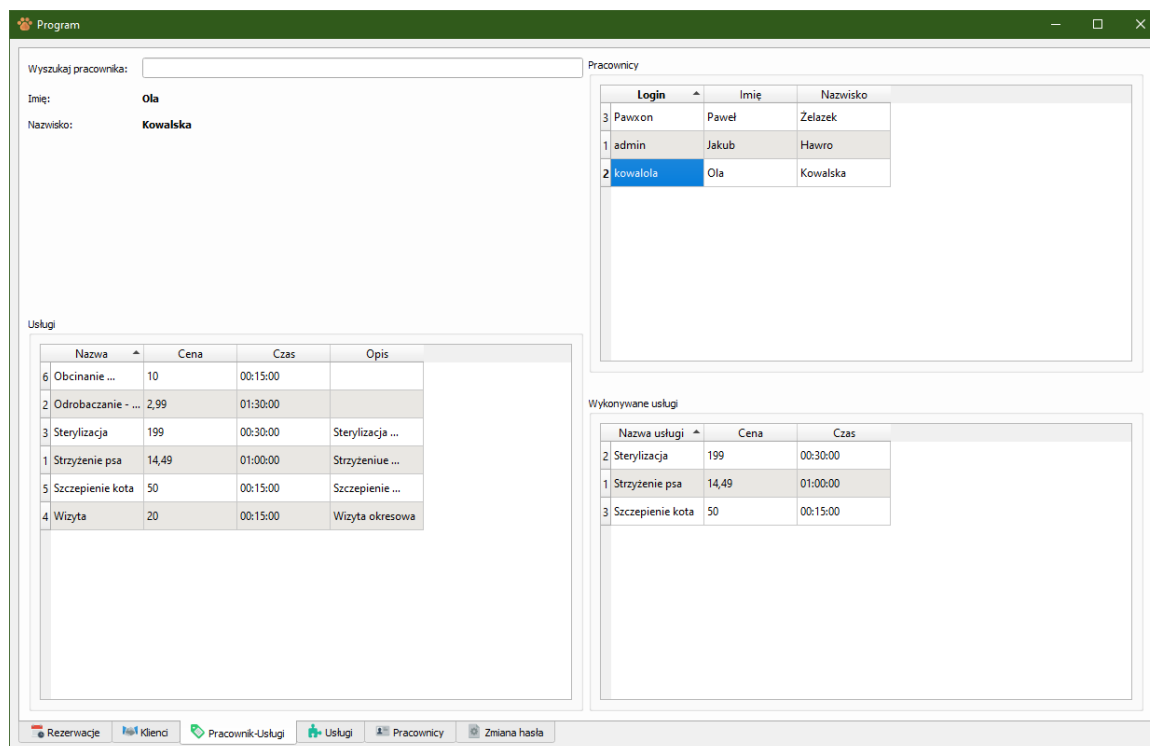 Program
Wyszukaj pracownika:
Imię: Ola
Nazwisko: Kowalska
Pracownicy
Login Imię Nazwisko
3 Pawxon Paweł Żelazek
1 admin Jakub Hawro
2 kowalola Ola Kowalska
Usługi
Nazwa Cena Czas Opis
6 Obcinanie ... 10 00:15:00
2 Odrobaczanie - ... 2,99 01:30:00
3 Sterylizacja 199 00:30:00 Sterylizacja ...
1 Strzyżenie psa 14,49 01:00:00 Strzyżeniue ...
5 Szczepienie kota 50 00:15:00 Szczepienie ...
4 Wizyta 20 00:15:00 Wizyta okresowa
Wykonywane usługi
Nazwa usługi Cena Czas
2 Sterylizacja 199 00:30:00
1 Strzyżenie psa 14,49 01:00:00
3 Szczepienie kota 50 00:15:00
Rezerwacje Klienci Pracownik-Usługi Usługi Pracownicy Zmiana hasła